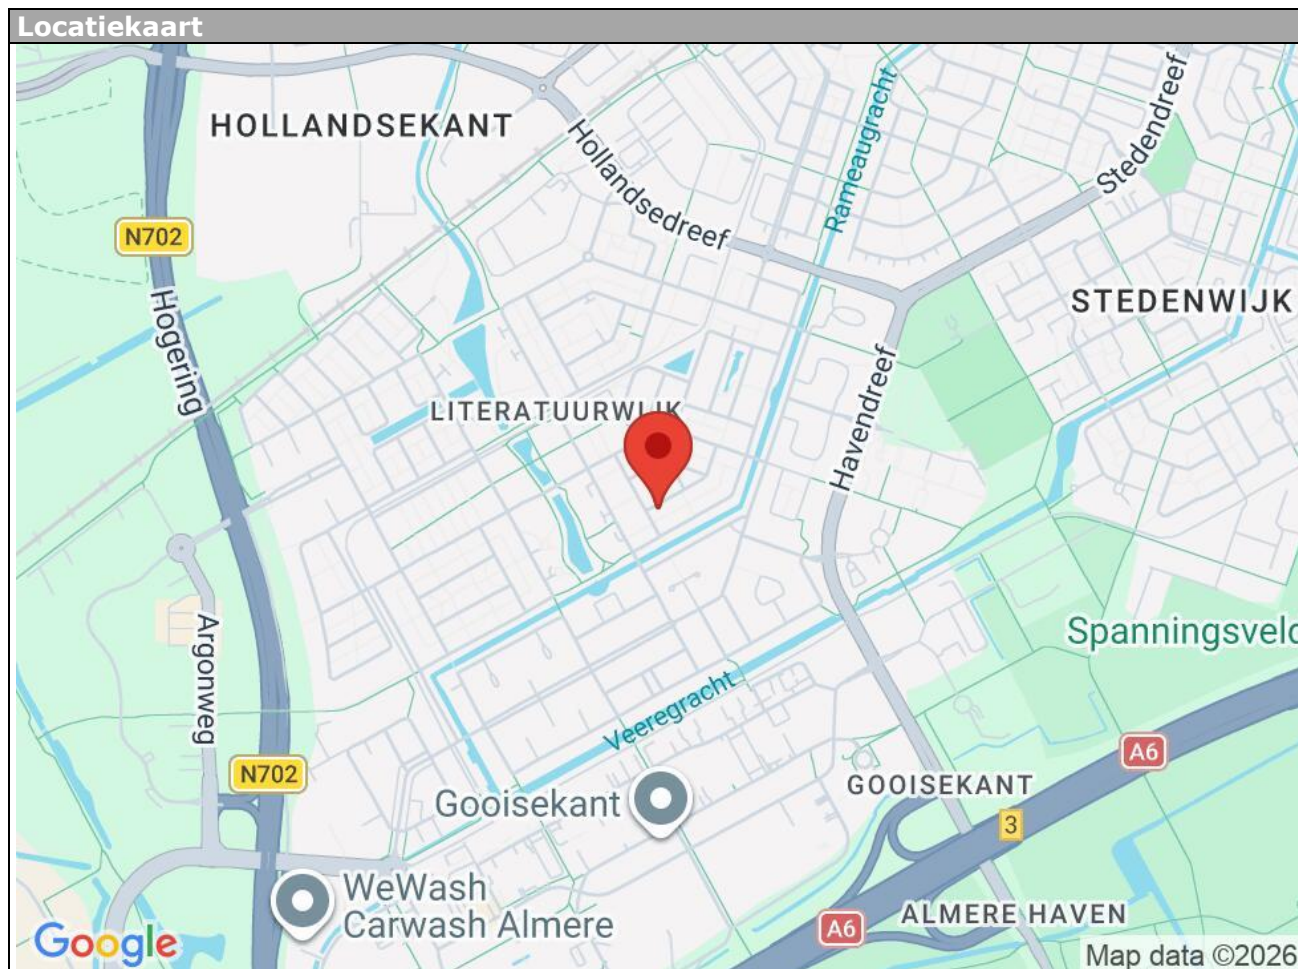 Locatiekaart
HOLLANDSEKANT
Hollandsedreef
Rameaugracht
Stedendreef
N702
Hogering
STEDENWIJK
LITERATUURWIJK
Havendreef
Argonweg
Spanningsveld
Veeregracht
N702
A6
Gooisekant
GOOISEKANT
3
WeWash
Carwash Almere
A6
ALMERE HAVEN
Google
Map data ©2026